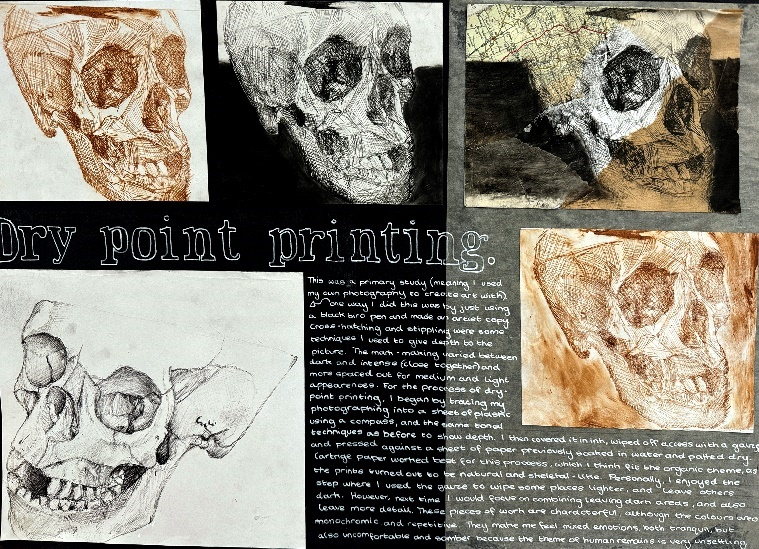 Dry point printing.
This was a primary study (meaning I used
my own photography to create art with)
one way I did this was by just using
a black biro pen and made an artist copy
cross-hatching and stippling were some
techniques I used to give depth to the
picture. The mark-making varied between
dark and intense (close together) and
more spaced out for medium and light
appearances. For the process of dry-
point printing, I began by tracing my
photographing into a sheet of plastic
using a compass, and the same tonal
techniques as before to show depth. I then covered it in ink, wiped off access with a gauze
and pressed against a sheet of paper previously soaked in water and patted dry.
Cartridge paper worked best for this process, which I think fit the organic theme, as
the prints turned out to be natural and skeletal-like. Personally, I enjoyed the
step where I used the gauze to wipe some places lighter, and leave others
dark. However, next time I would focus on combining leaving dark areas, and also
leave more detail. These pieces of work are characterful, although the colours are
monochromic and repetitive. They make me feel mixed emotions, both tranquil, but
also uncomfortable and somber because the theme of human remains is very unsettling.